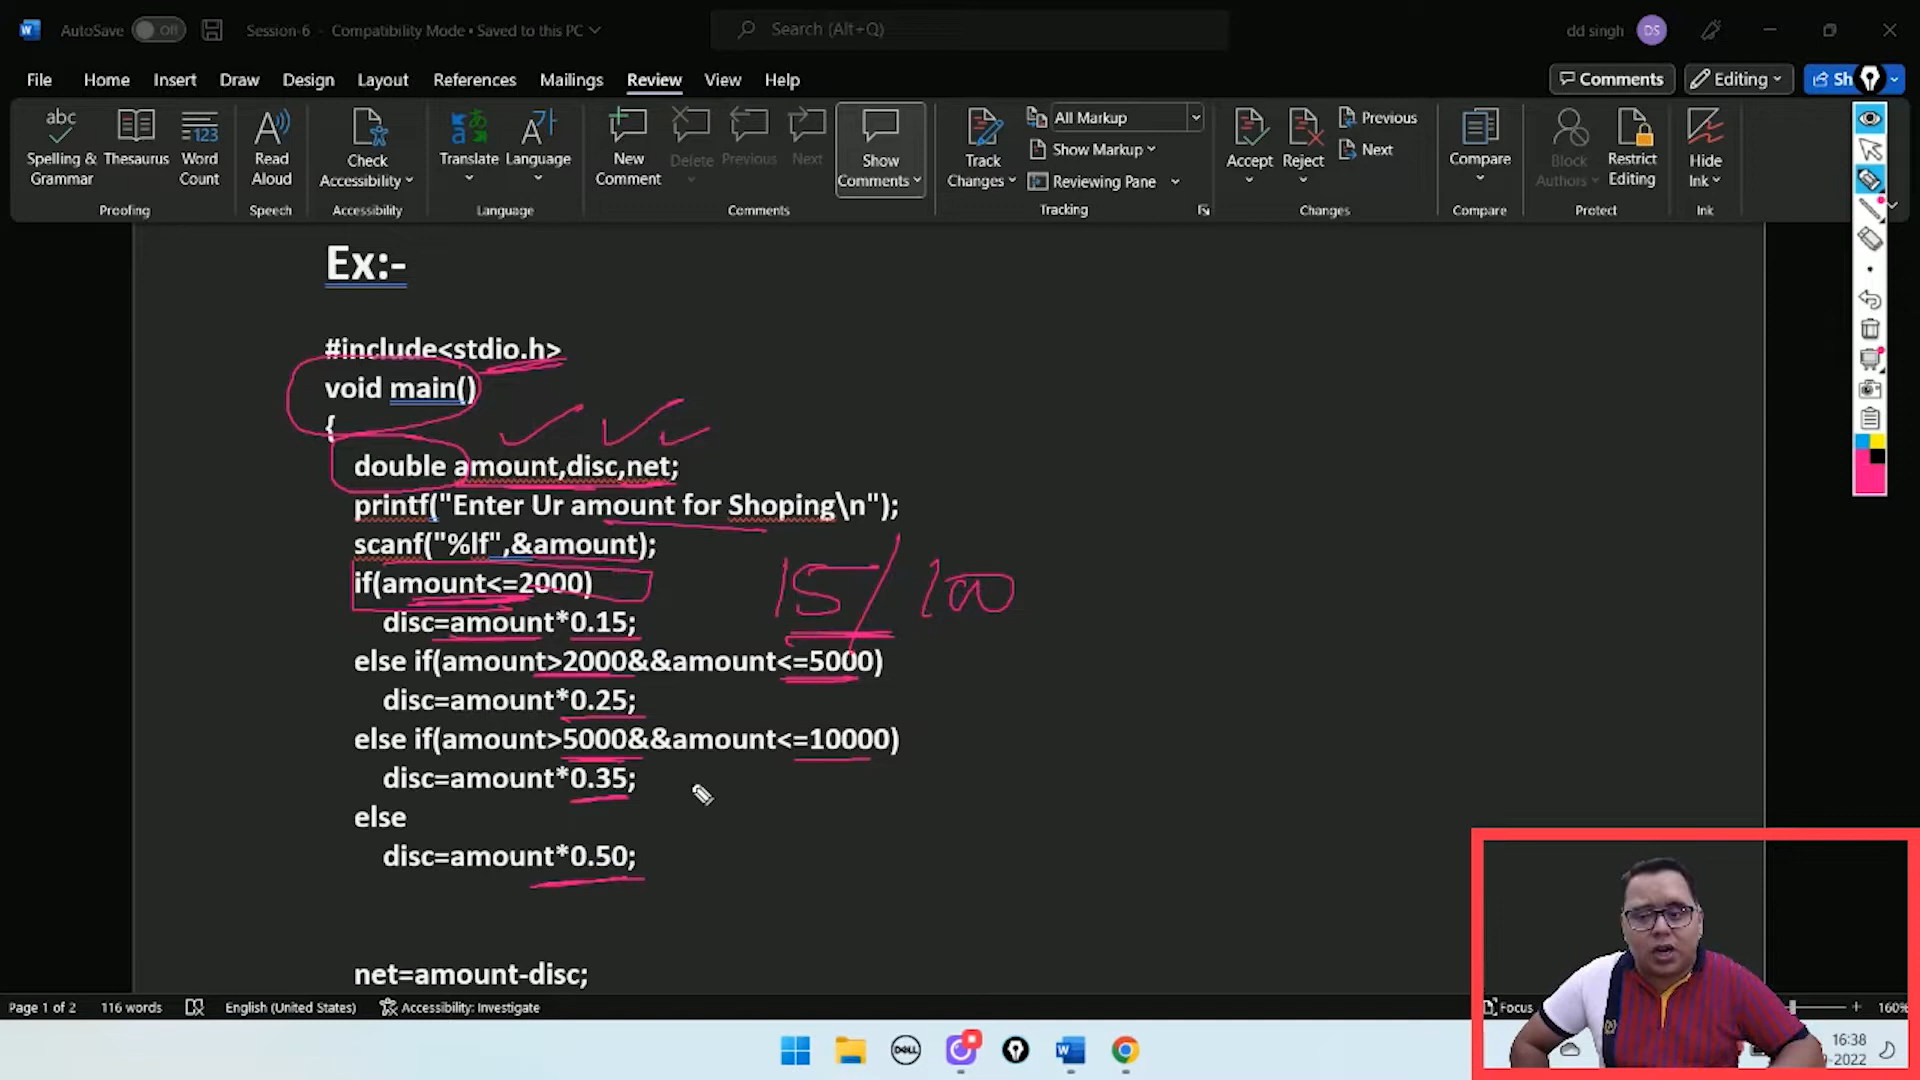 AutoSave Off Session-6 - Compatibility Mode • Saved to this PC Search (Alt+Q) dd singh DS
File Home Insert Draw Design Layout References Mailings Review View Help Comments Editing Sh
abc Spelling & Grammar Thesaurus 123 Word Count Read Aloud Check Accessibility Translate Language New Comment Delete Previous Next Show Comments Track Changes All Markup Show Markup Reviewing Pane Accept Reject Previous Next Compare Block Authors Restrict Editing Hide Ink
Proofing Speech Accessibility Language Comments Tracking Changes Compare Protect Ink
Ex:-
#include<stdio.h>
void main()
{
double amount,disc,net;
printf("Enter Ur amount for Shoping\n");
scanf("%lf",&amount);
if(amount<=2000)
15/100
disc=amount*0.15;
else if(amount>2000&&amount<=5000)
disc=amount*0.25;
else if(amount>5000&&amount<=10000)
disc=amount*0.35;
else
disc=amount*0.50;
net=amount-disc;
Page 1 of 2 116 words English (United States) Accessibility: Investigate Focus 160%
DELL 16:38
-2022